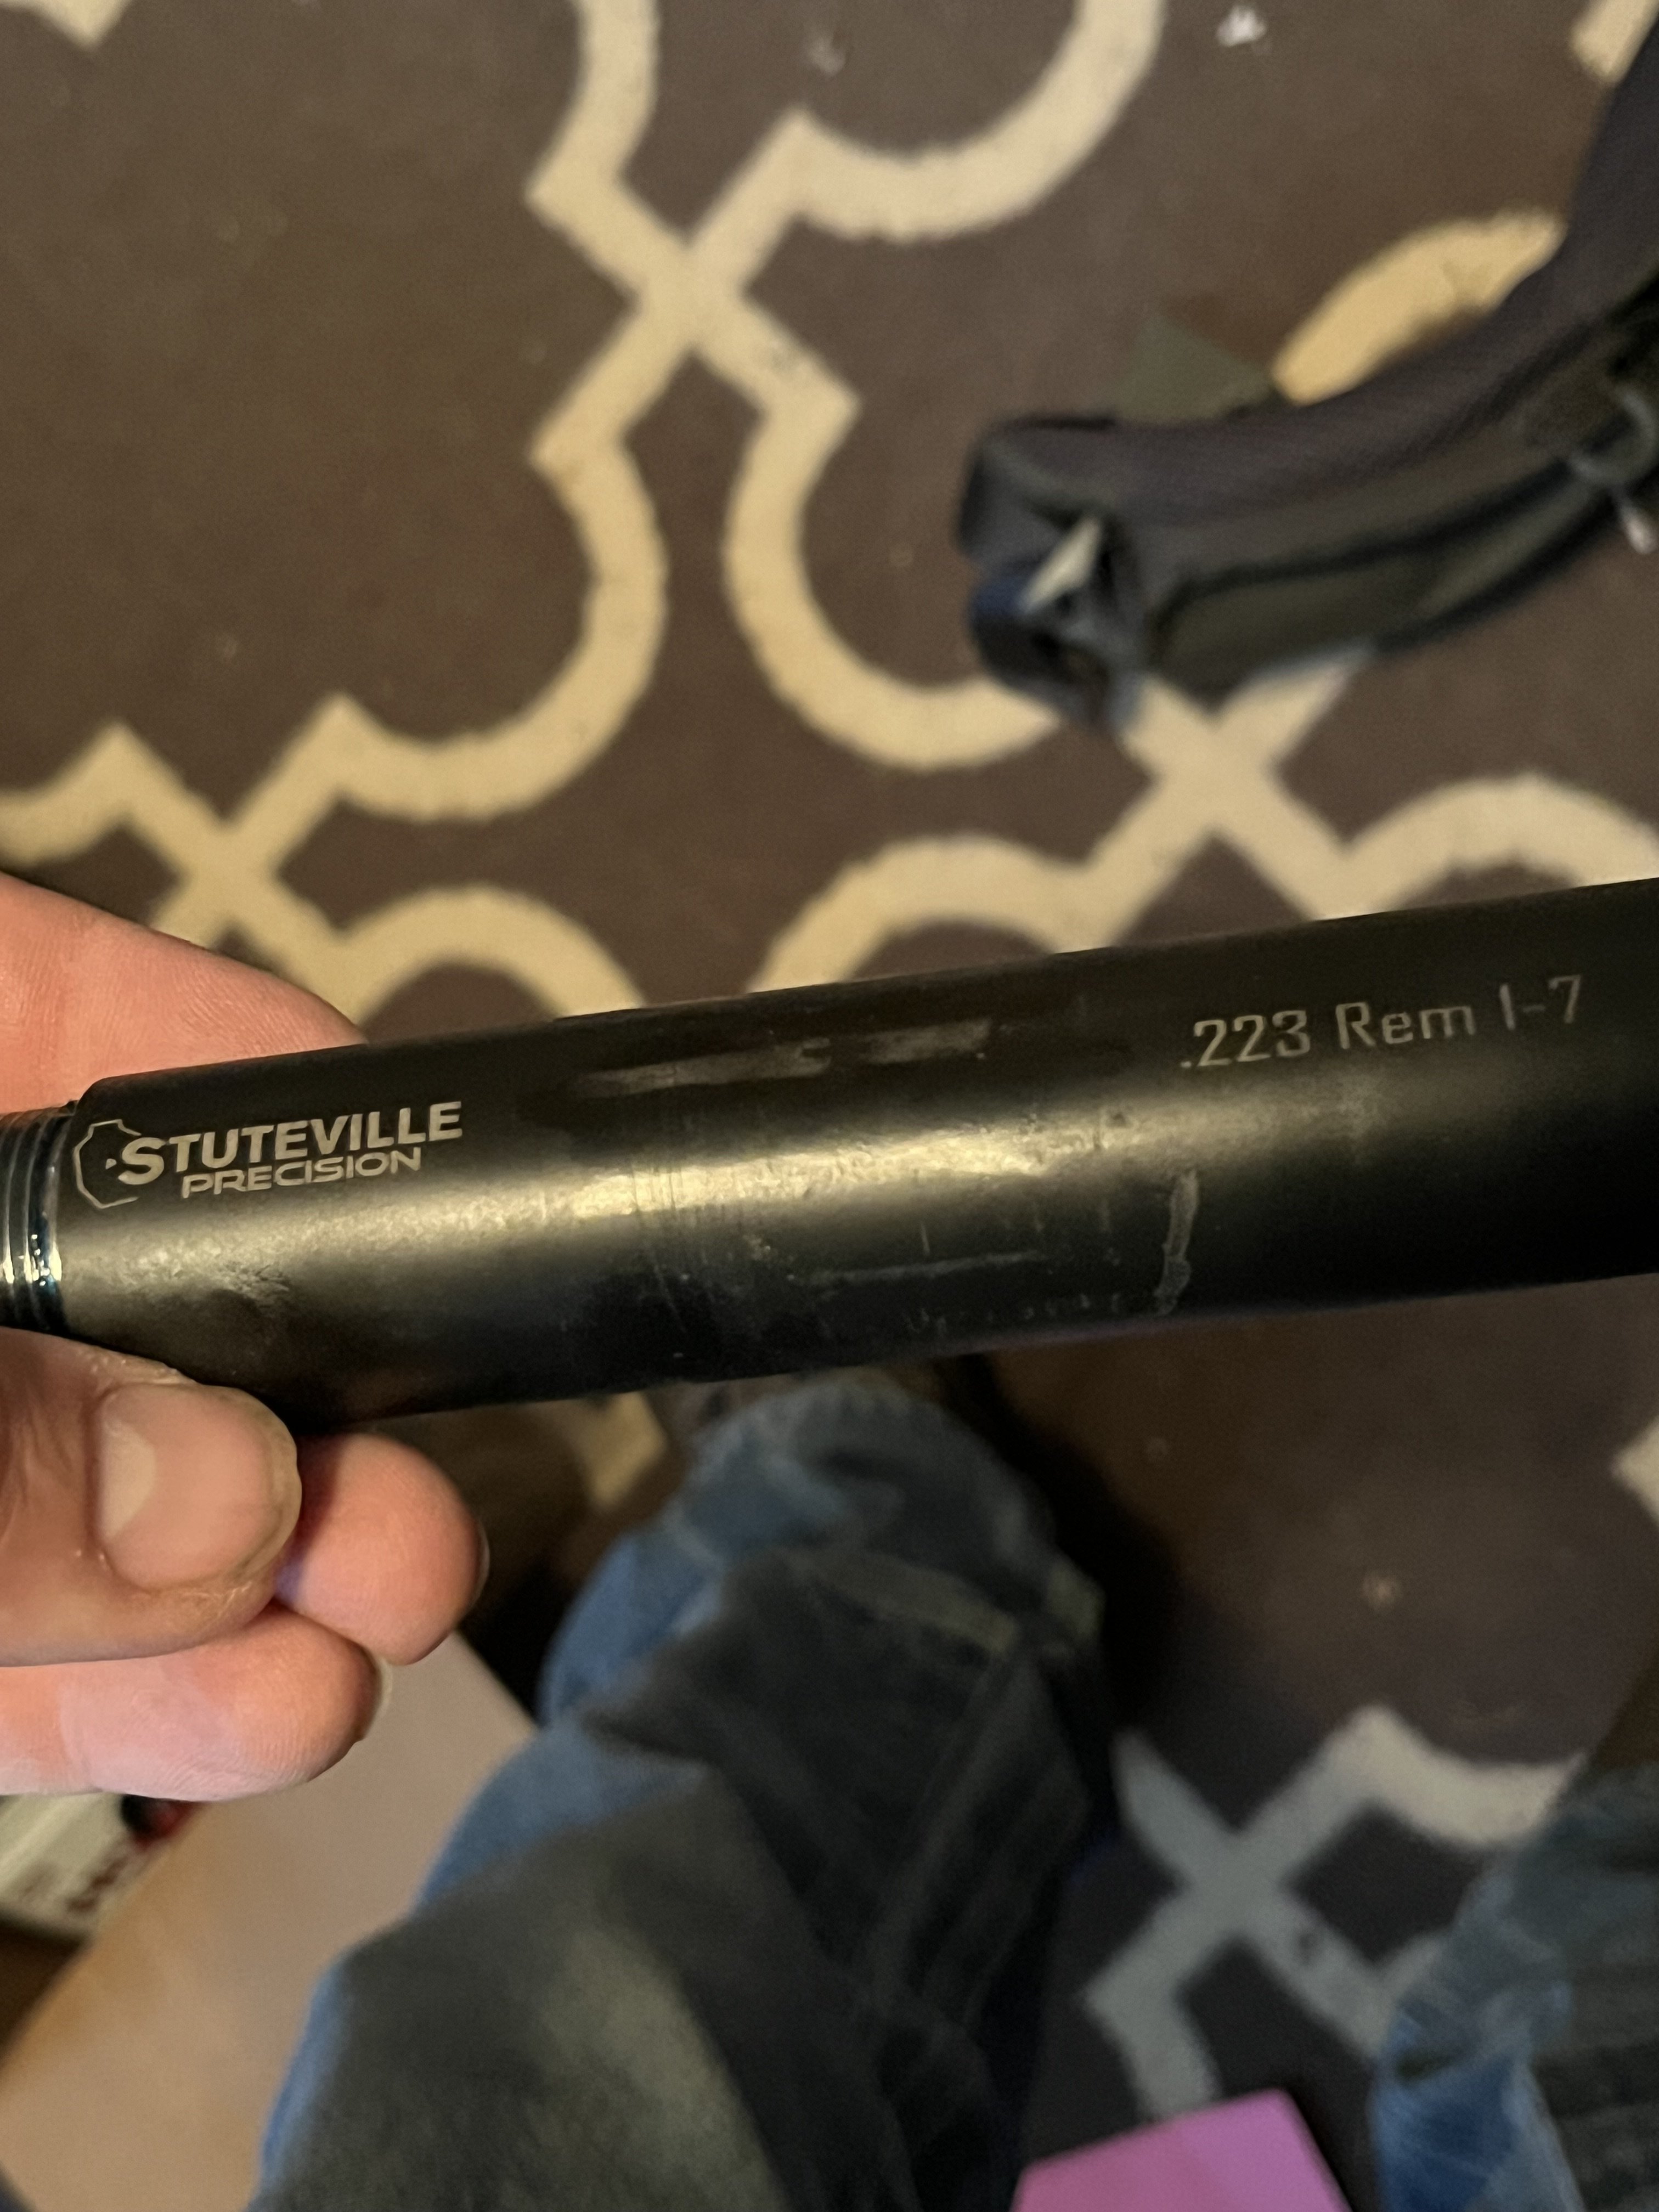 STUTEVILLE
PRECISION
.223 Rem 1-7